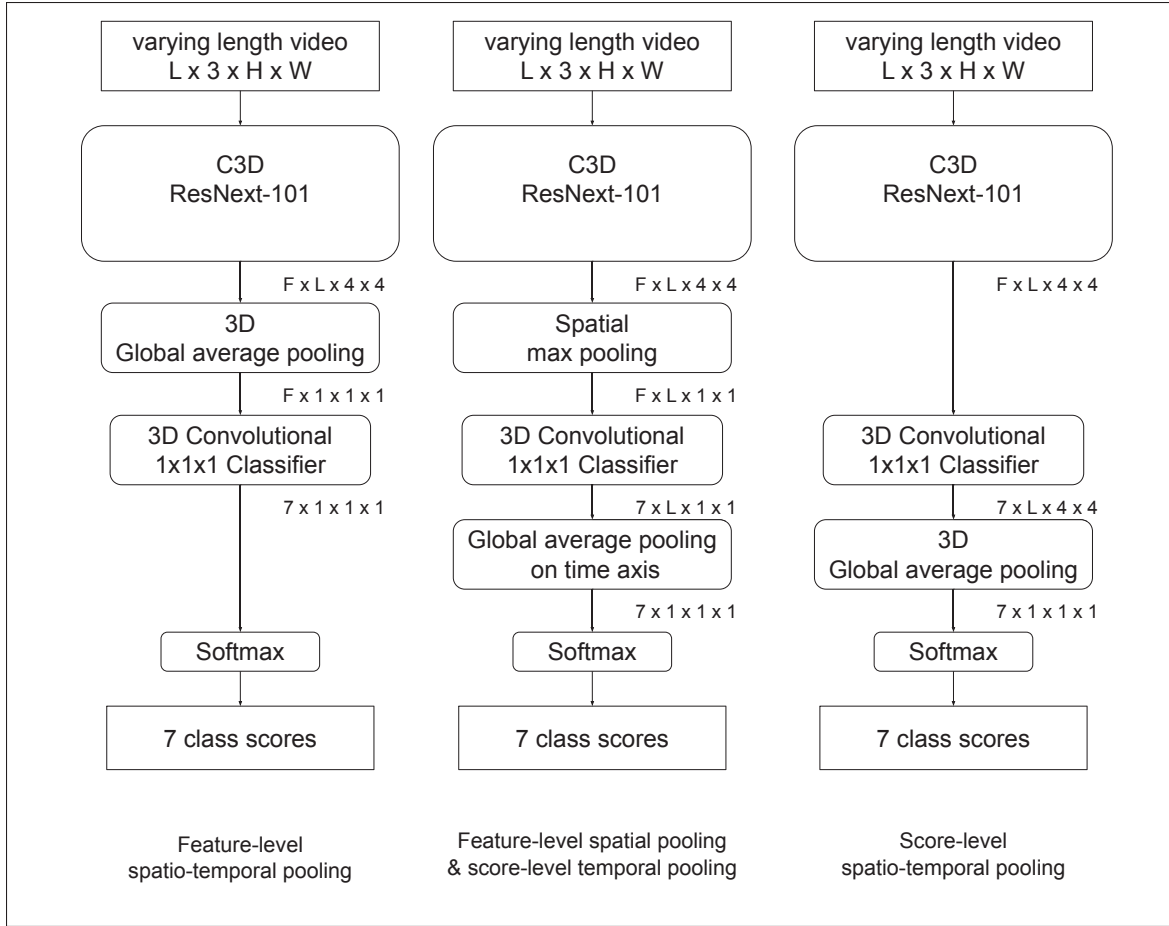 varying length video
L x 3 x H x W
C3D
ResNext-101
F x L x 4 x 4
3D
Global average pooling
F x 1 x 1 x 1
3D Convolutional
1x1x1 Classifier
7 x 1 x 1 x 1
Softmax
7 class scores
Feature-level
spatio-temporal pooling
varying length video
L x 3 x H x W
C3D
ResNext-101
F x L x 4 x 4
Spatial
max pooling
F x L x 1 x 1
3D Convolutional
1x1x1 Classifier
7 x L x 1 x 1
Global average pooling
on time axis
7 x 1 x 1 x 1
Softmax
7 class scores
Feature-level spatial pooling
& score-level temporal pooling
varying length video
L x 3 x H x W
C3D
ResNext-101
F x L x 4 x 4
3D Convolutional
1x1x1 Classifier
7 x L x 4 x 4
3D
Global average pooling
7 x 1 x 1 x 1
Softmax
7 class scores
Score-level
spatio-temporal pooling